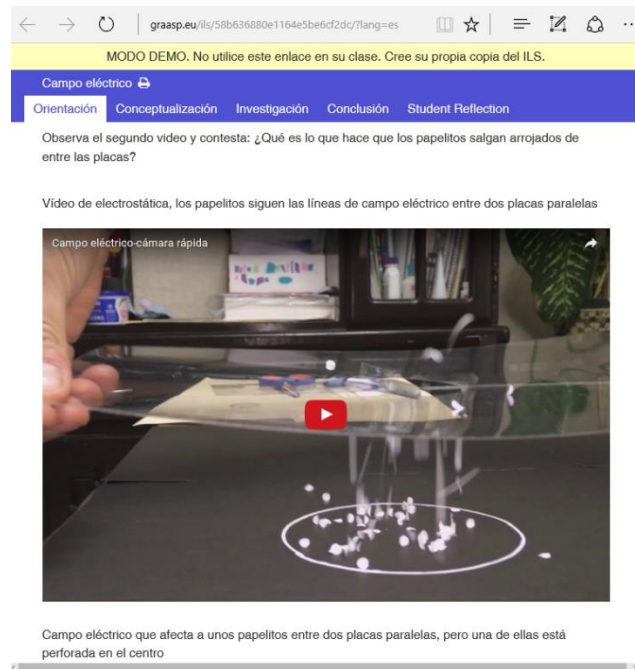 graasp.eu/ils/58b636880e1164e5be6cf2dc/?lang=es
MODO DEMO. No utilice este enlace en su clase. Cree su propia copia del ILS.
Campo eléctrico
Orientación Conceptualización Investigación Conclusión Student Reflection
Observa el segundo video y contesta: ¿Qué es lo que hace que los papelitos salgan arrojados de
entre las placas?
Vídeo de electrostática, los papelitos siguen las líneas de campo eléctrico entre dos placas paralelas
Campo eléctrico-cámara rápida
Campo eléctrico que afecta a unos papelitos entre dos placas paralelas, pero una de ellas está
perforada en el centro